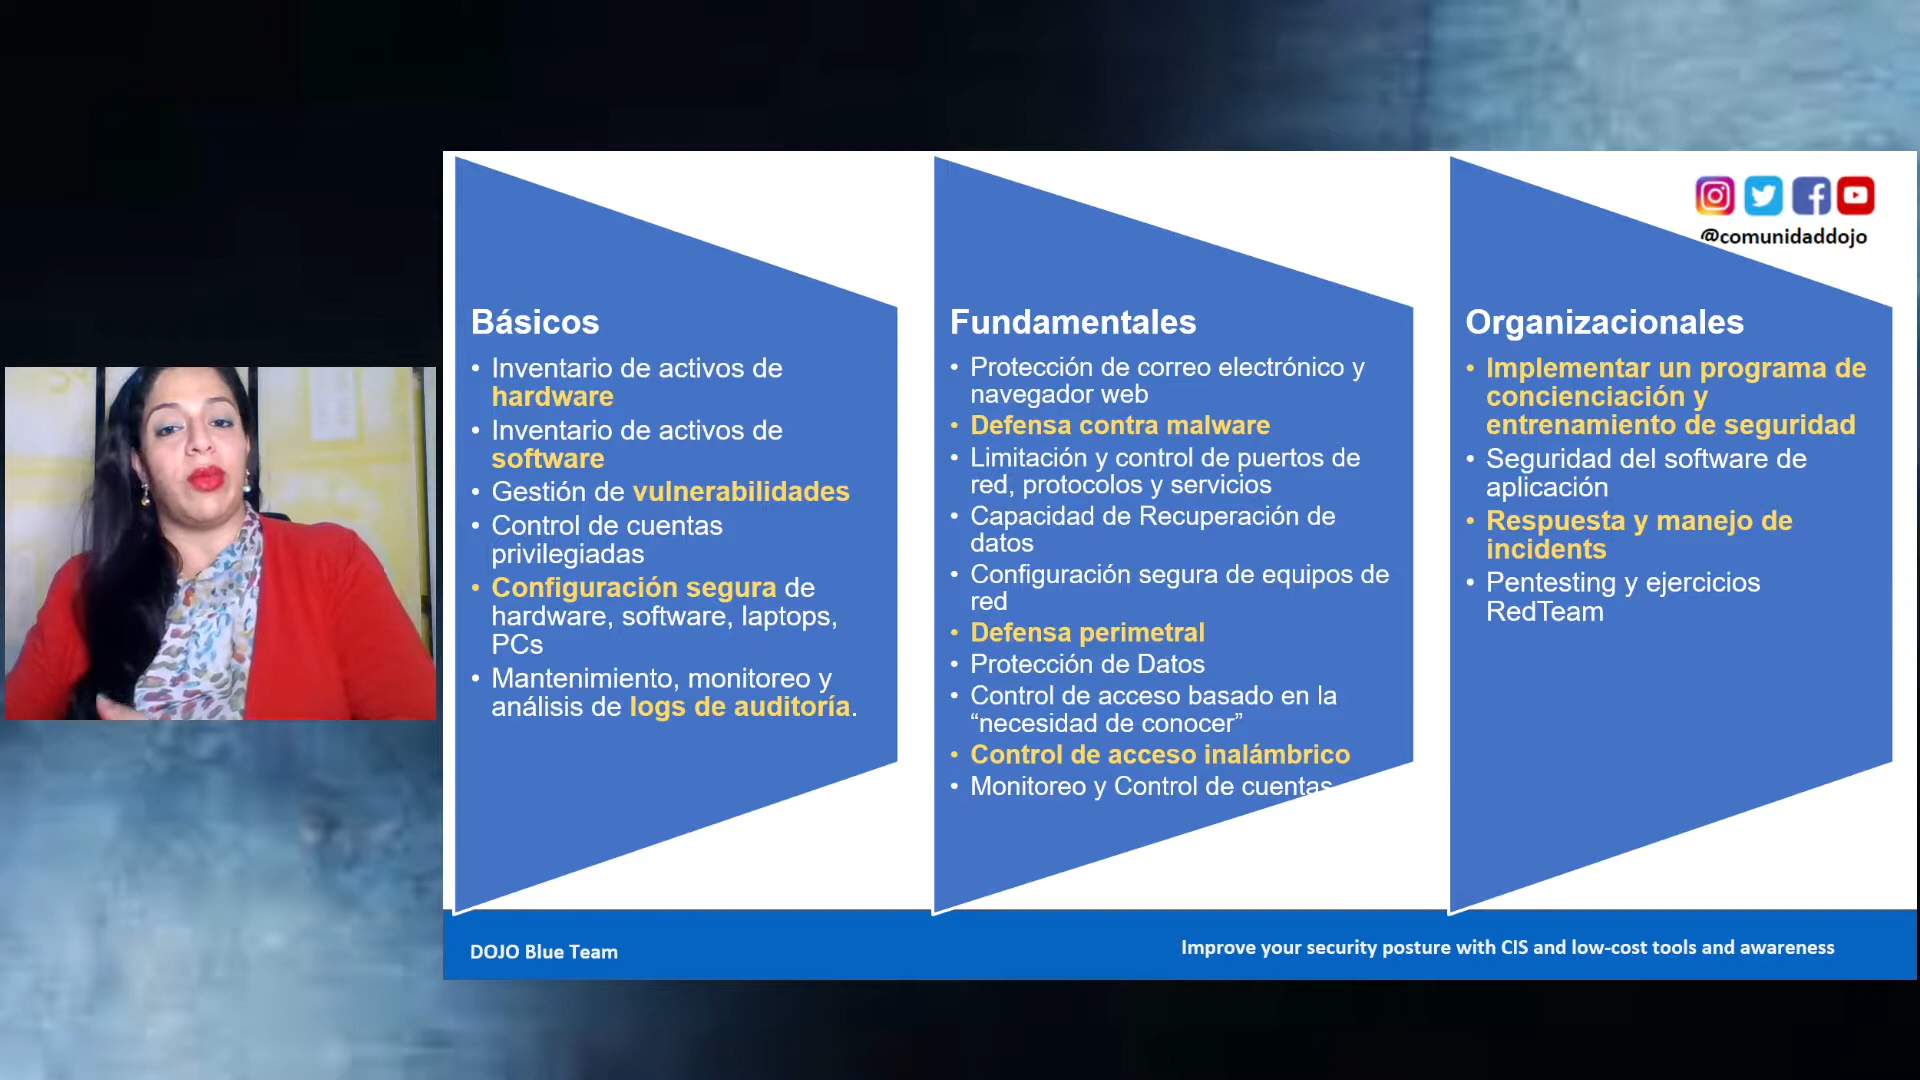 @comunidaddojo
Básicos
• Inventario de activos de
hardware
• Inventario de activos de
software
• Gestión de vulnerabilidades
• Control de cuentas
privilegiadas
• Configuración segura de
hardware, software, laptops,
PCs
• Mantenimiento, monitoreo y
análisis de logs de auditoría.
Fundamentales
• Protección de correo electrónico y
navegador web
• Defensa contra malware
• Limitación y control de puertos de
red, protocolos y servicios
• Capacidad de Recuperación de
datos
• Configuración segura de equipos de
red
• Defensa perimetral
• Protección de Datos
• Control de acceso basado en la
“necesidad de conocer”
• Control de acceso inalámbrico
• Monitoreo y Control de cuentas
Organizacionales
• Implementar un programa de
concienciación y
entrenamiento de seguridad
• Seguridad del software de
aplicación
• Respuesta y manejo de
incidents
• Pentesting y ejercicios
RedTeam
DOJO Blue Team
Improve your security posture with CIS and low-cost tools and awareness